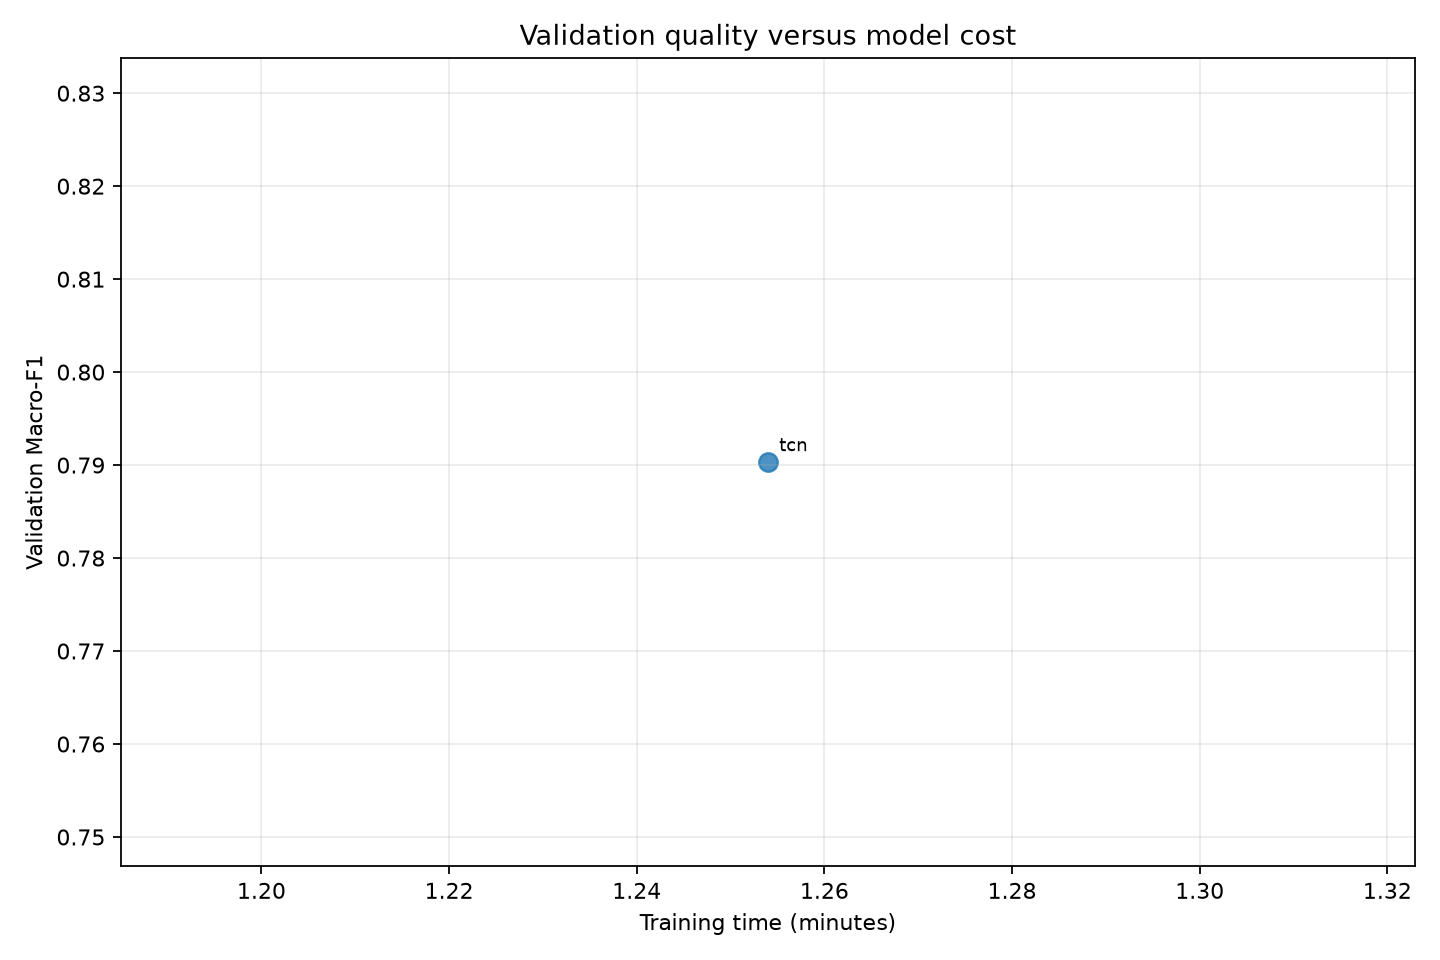 Validation quality versus model cost
0.83
0.82
0.81
0.80
0.79
0.78
0.77
0.76
0.75
Validation Macro-F1
tcn
1.20 1.22 1.24 1.26 1.28 1.30 1.32
Training time (minutes)